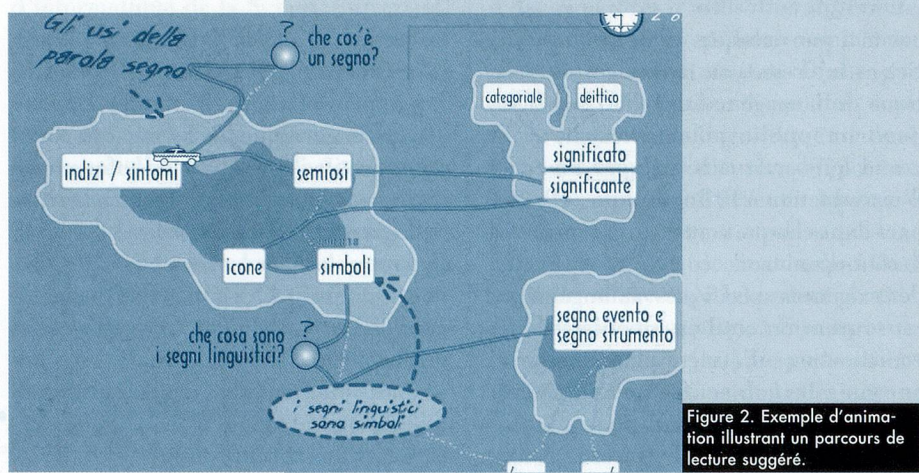 Gli usi della
parola segno
?
che cos'è
un segno?
categoriale
deittico
indizi / sintomi
semiosi
significato
significante
icone
simboli
?
che cosa sono
i segni linguistici?
segno evento e
segno strumento
i segni linguistici
sono simboli
Figure 2. Exemple d'anima-
tion illustrant un parcours de
lecture suggéré.